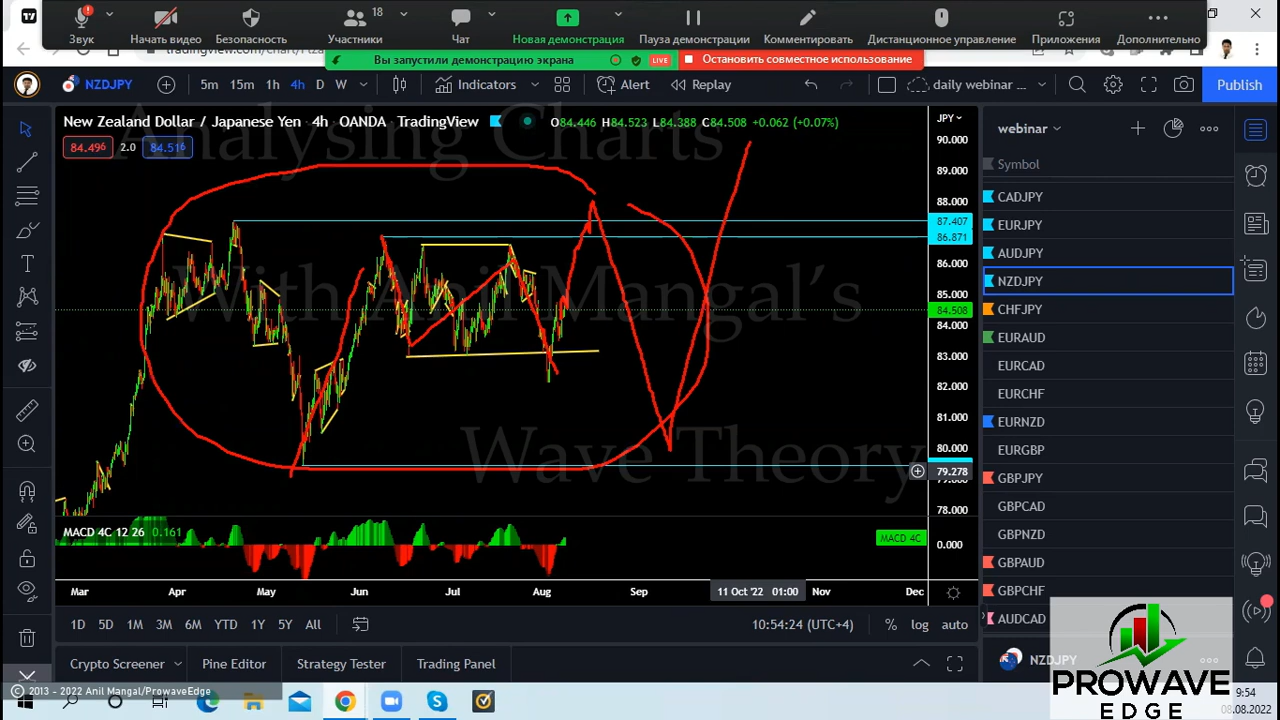 Звук
Начать видео
Безопасность
18
Участники
Чат
Новая демонстрация
Пауза демонстрации
Комментировать
Дистанционное управление
Приложения
Дополнительно
Вы запустили демонстрацию экрана
LIVE
Остановить совместное использование
NZDJPY
5m 15m 1h 4h D W
Indicators
Alert
Replay
daily webinar ...
Publish
New Zealand Dollar / Japanese Yen · 4h · OANDA · TradingView
O84.446 H84.523 L84.388 C84.508 +0.062 (+0.07%)
84.496 2.0 84.516
Analysing Charts
With Anil Mangal's
Wave Theory
JPY
90.000
89.000
88.000
87.407
86.871
86.000
85.000
84.508
84.000
83.000
82.000
81.000
80.000
79.278
78.000
MACD 4C 12 26 0.161
MACD 4C
0.000
Mar Apr May Jun Jul Aug Sep 11 Oct '22 01:00 Nov Dec
1D 5D 1M 3M 6M YTD 1Y 5Y All
10:54:24 (UTC+4)
% log auto
Crypto Screener
Pine Editor
Strategy Tester
Trading Panel
webinar
Symbol
CADJPY
EURJPY
AUDJPY
NZDJPY
CHFJPY
EURAUD
EURCAD
EURCHF
EURNZD
EURGBP
GBPJPY
GBPCAD
GBPNZD
GBPAUD
GBPCHF
AUDCAD
NZDJPY
PROWAVE
EDGE
© 2013 - 2022 Anil Mangal/ProwaveEdge
9:54
08.08.2022